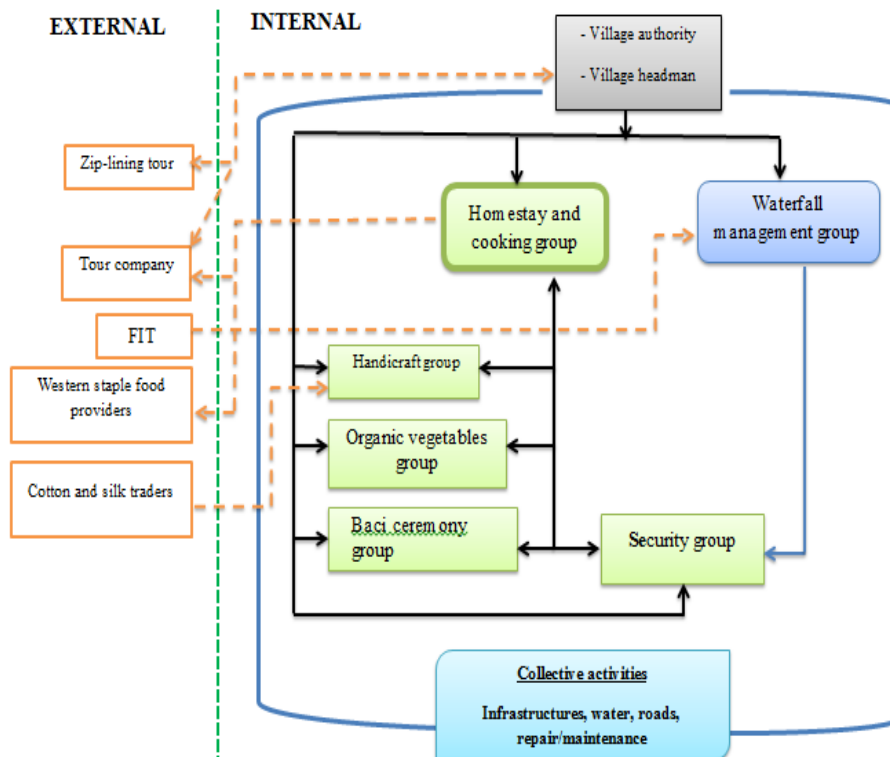 EXTERNAL
INTERNAL
- Village authority
- Village headman
Zip-lining tour
Homestay and
cooking group
Waterfall
management group
Tour company
FIT
Handicraft group
Western staple food
providers
Organic vegetables
group
Cotton and silk traders
Baci ceremony
group
Security group
Collective activities
Infrastructures, water, roads,
repair/maintenance